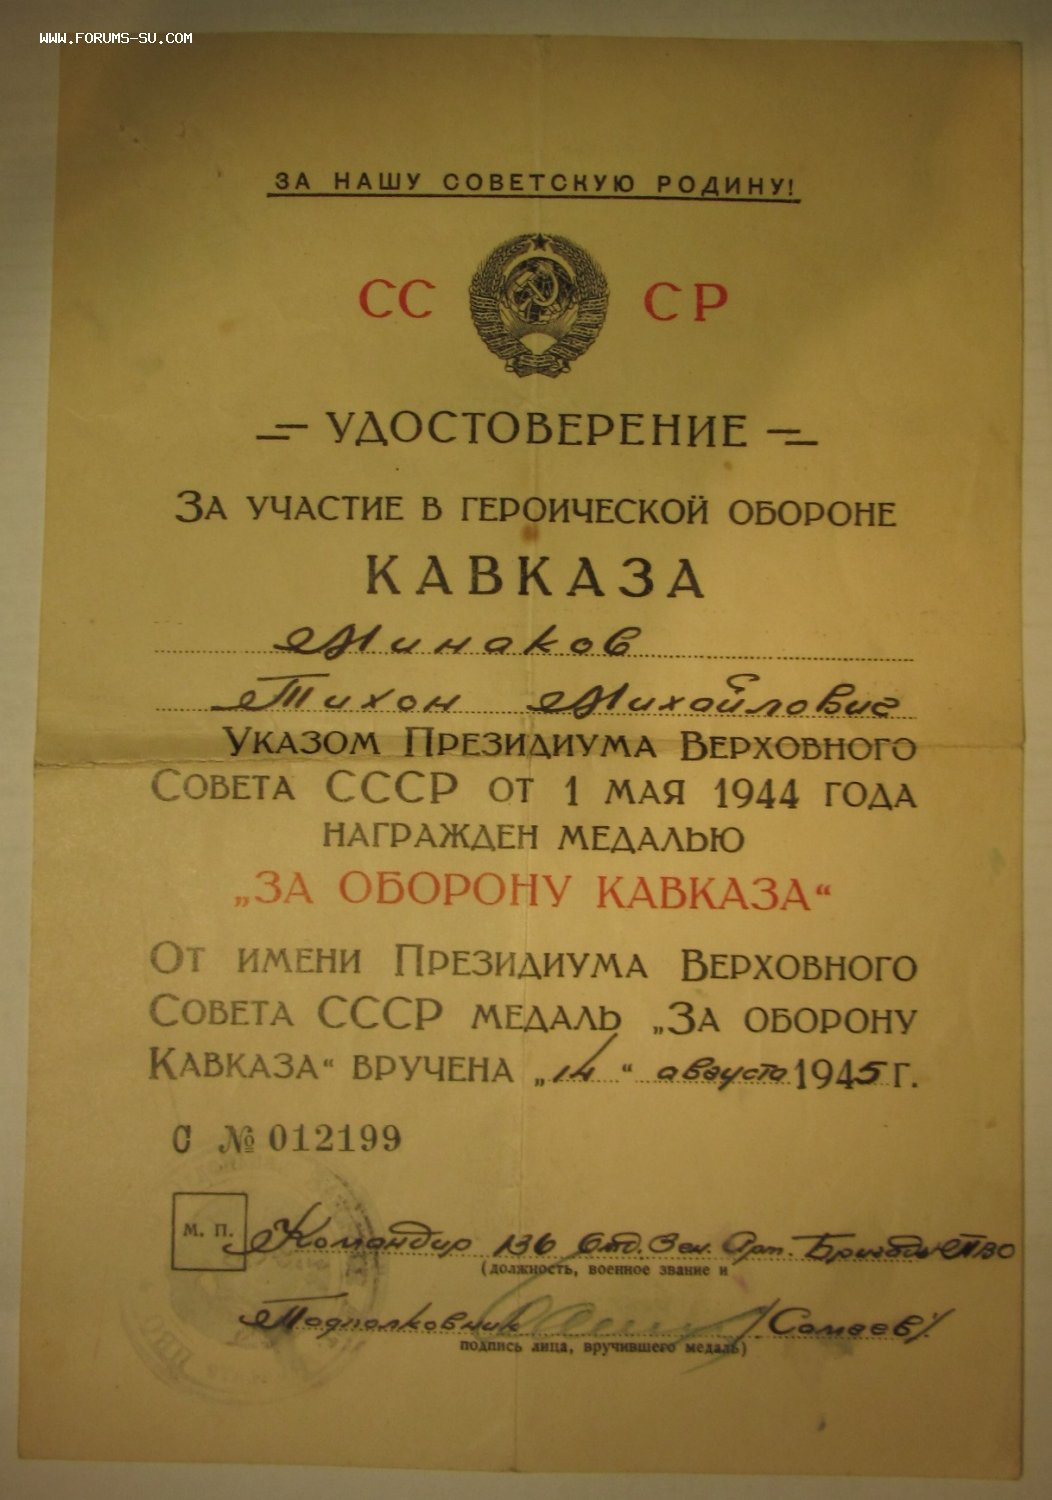 WWW.FORUMS-SU.COM
ЗА НАШУ СОВЕТСКУЮ РОДИНУ!
СС СР
УДОСТОВЕРЕНИЕ
ЗА УЧАСТИЕ В ГЕРОИЧЕСКОЙ ОБОРОНЕ
КАВКАЗА
Минаков
Тихон Михайлович
УКАЗОМ ПРЕЗИДИУМА ВЕРХОВНОГО
СОВЕТА СССР ОТ 1 МАЯ 1944 ГОДА
НАГРАЖДЕН МЕДАЛЬЮ
„ЗА ОБОРОНУ КАВКАЗА“
ОТ ИМЕНИ ПРЕЗИДИУМА ВЕРХОВНОГО
СОВЕТА СССР МЕДАЛЬ „ЗА ОБОРОНУ
КАВКАЗА“ ВРУЧЕНА „14“ августа 1945 Г.
С № 012199
М. П. Командир 136 Отд. Зен. Арт. Бригады ПВО
(должность, военное звание и
Подполковник /Самаев/.
подпись лица, вручившего медаль)